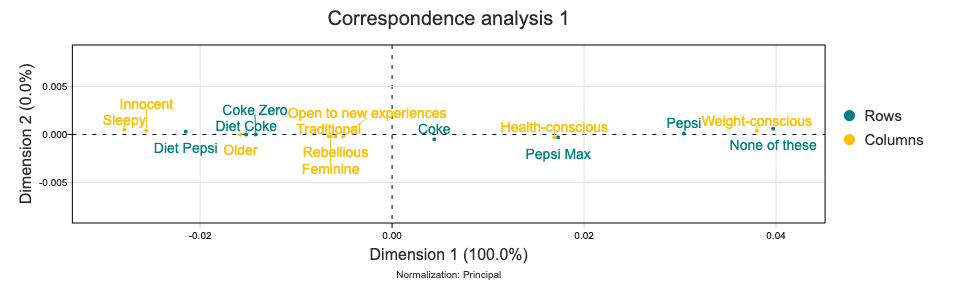 Correspondence analysis 1
Dimension 2 (0.0%)
0.005
0.000
-0.005
Innocent
Sleepy
Coke Zero
Open to new experiences
Diet Coke
Traditional
Coke
Health-conscious
Pepsi
Weight-conscious
Diet Pepsi
Older
Rebellious
Feminine
Pepsi Max
None of these
Rows
Columns
-0.02
0.00
0.02
0.04
Dimension 1 (100.0%)
Normalization: Principal